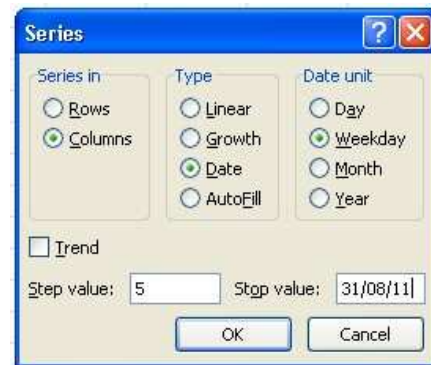 Series
Series in
Rows
Columns
Type
Linear
Growth
Date
AutoFill
Date unit
Day
Weekday
Month
Year
Trend
Step value: 5 Stop value: 31/08/11
OK Cancel